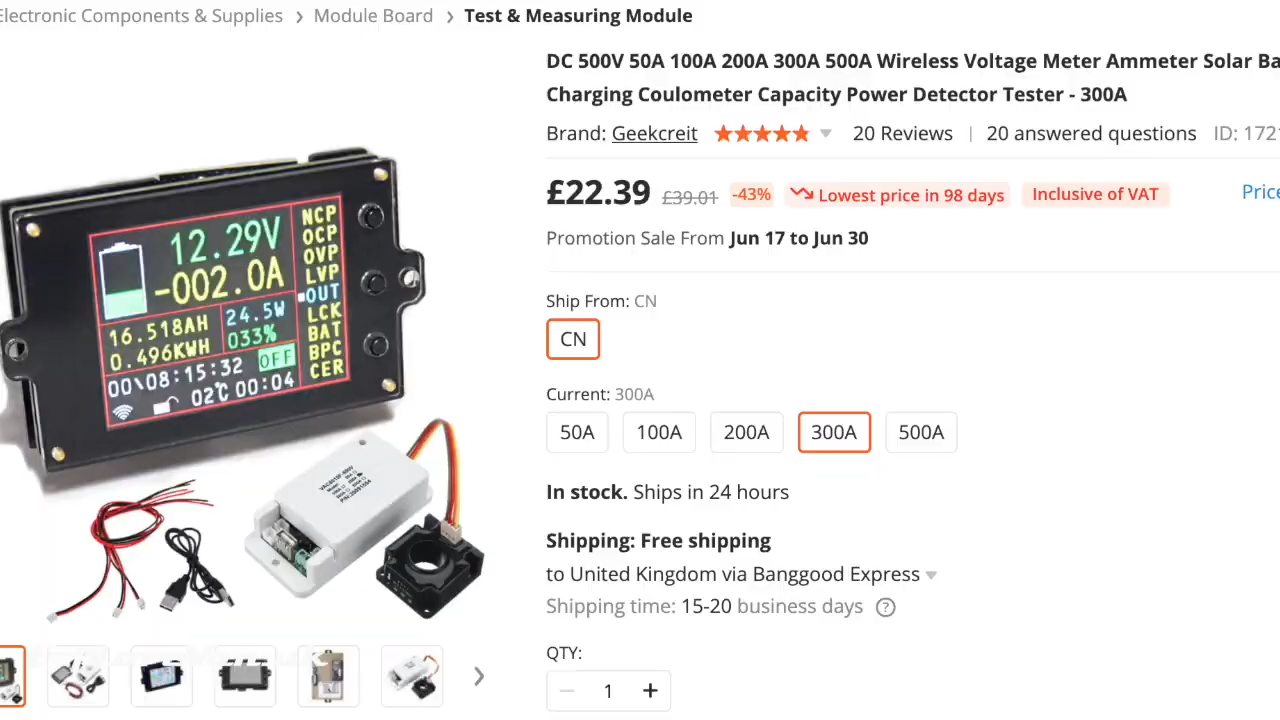 Electronic Components & Supplies > Module Board > Test & Measuring Module
DC 500V 50A 100A 200A 300A 500A Wireless Voltage Meter Ammeter Solar Ba
Charging Coulometer Capacity Power Detector Tester - 300A
Brand: Geekcreit 20 Reviews | 20 answered questions ID: 172
£22.39 £39.01 -43% Lowest price in 98 days Inclusive of VAT Price
Promotion Sale From Jun 17 to Jun 30
Ship From: CN
CN
Current: 300A
50A 100A 200A 300A 500A
In stock. Ships in 24 hours
Shipping: Free shipping
to United Kingdom via Banggood Express
Shipping time: 15-20 business days ?
QTY:
− 1 +
12.29V
-002.0A
16.518AH
0.496KWH
24.5W
033%
00\08:15:32 OFF
02℃ 00:04
NCP
OCP
OVP
LVP
OUT
LCK
BAT
BPC
CER